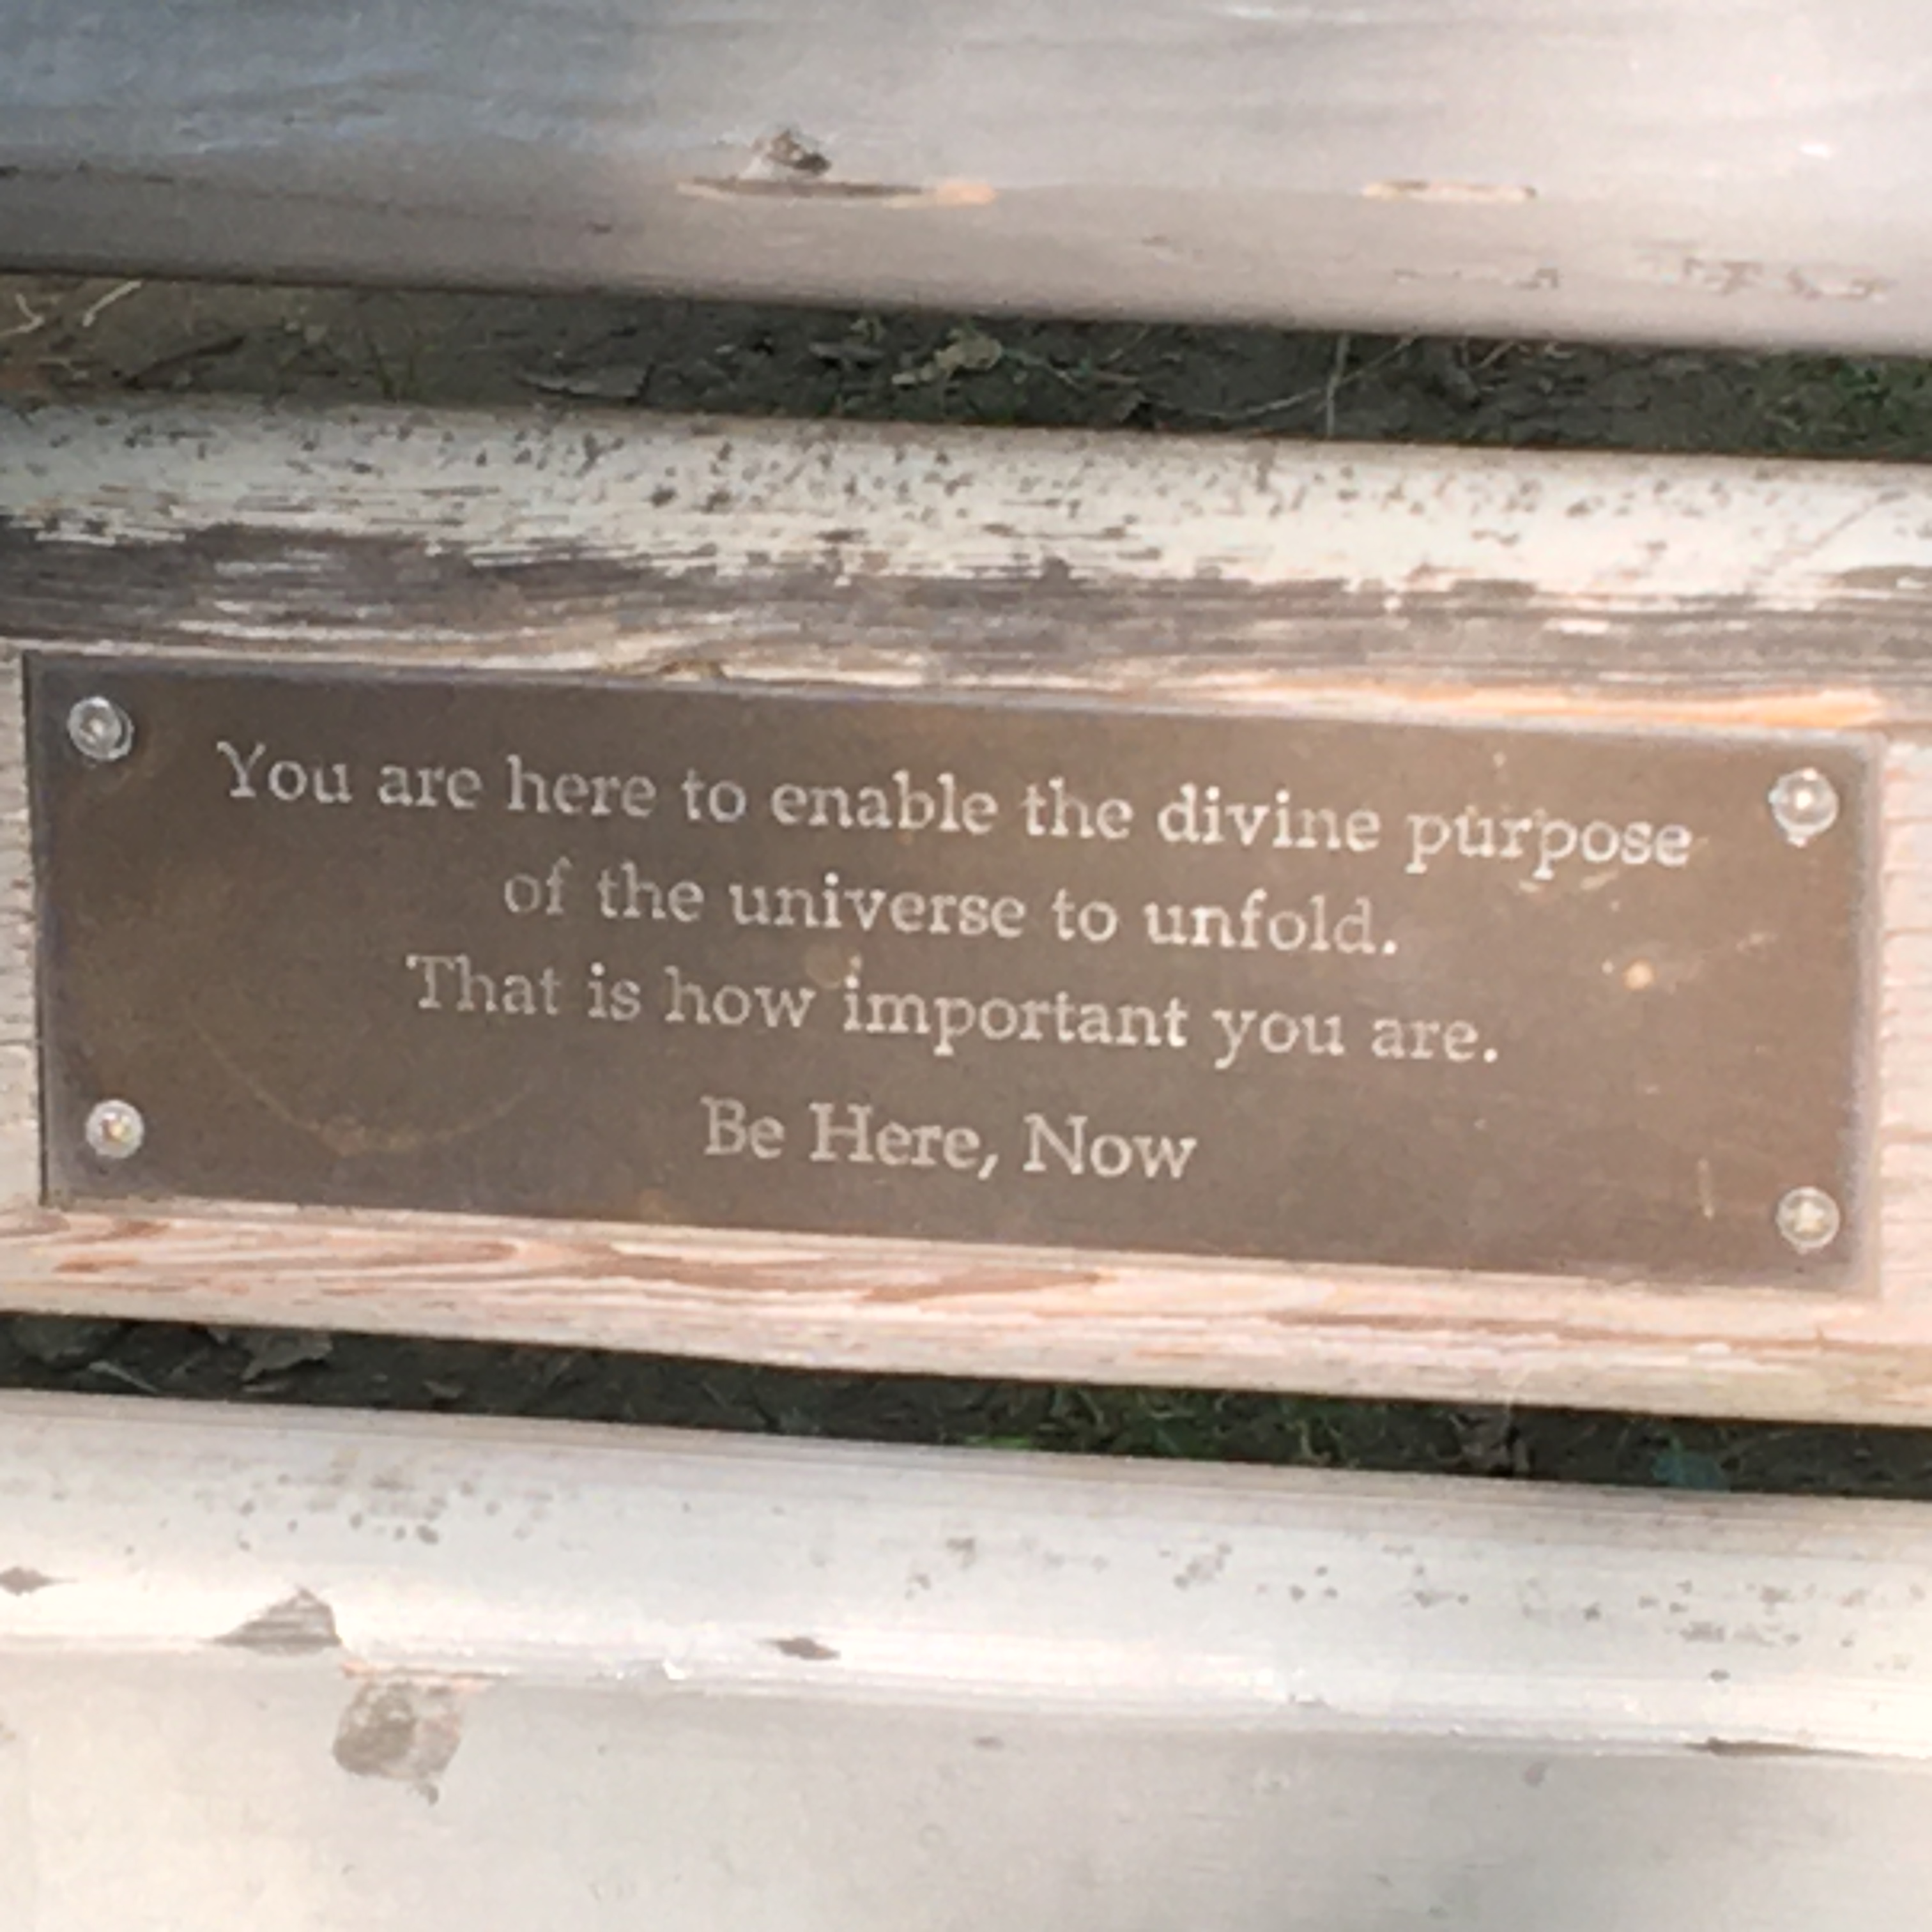 You are here to enable the divine purpose
of the universe to unfold.
That is how important you are.
Be Here, Now